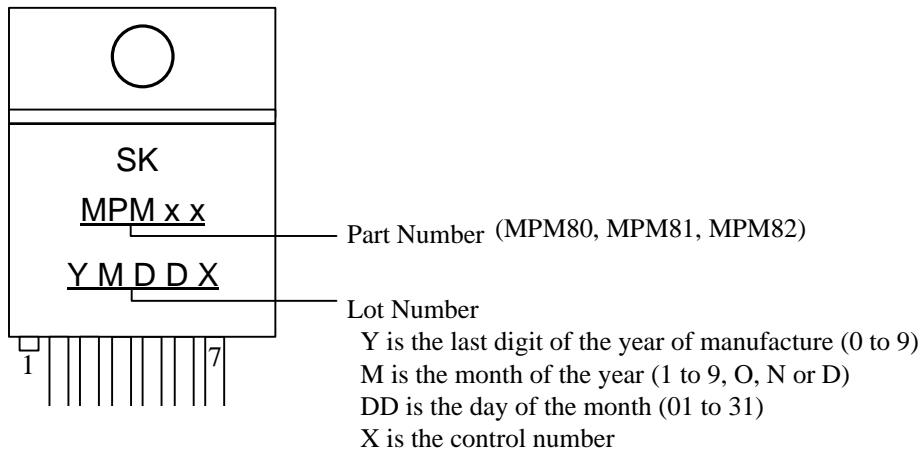 SK
MPM x x
Part Number (MPM80, MPM81, MPM82)
Y M D D X
Lot Number
Y is the last digit of the year of manufacture (0 to 9)
M is the month of the year (1 to 9, O, N or D)
DD is the day of the month (01 to 31)
X is the control number
1
7